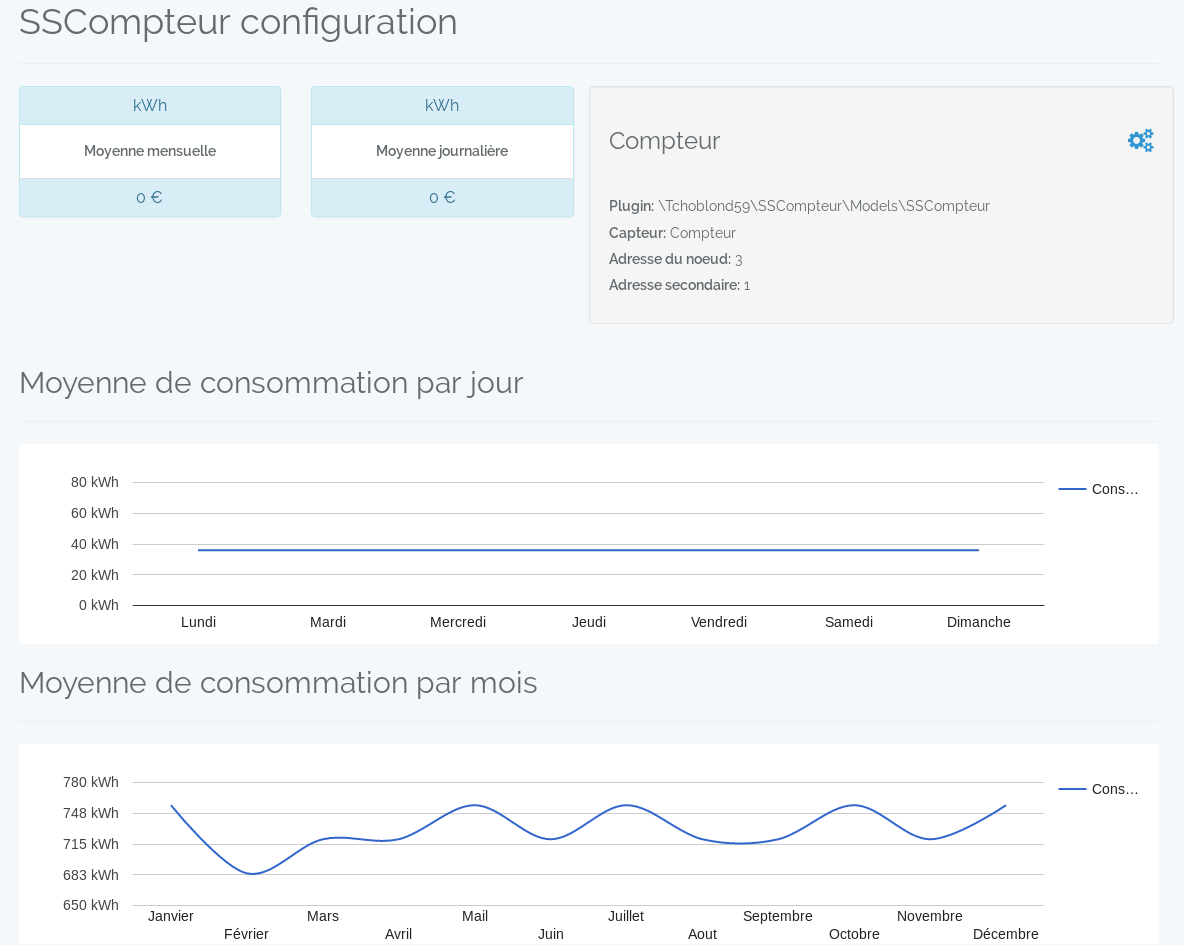 SSCompteur configuration
kWh
Moyenne mensuelle
0 €
kWh
Moyenne journalière
0 €
Compteur
Plugin: \Tchoblond59\SSCompteur\Models\SSCompteur
Capteur: Compteur
Adresse du noeud: 3
Adresse secondaire: 1
Moyenne de consommation par jour
80 kWh
60 kWh
40 kWh
20 kWh
0 kWh
Lundi Mardi Mercredi Jeudi Vendredi Samedi Dimanche
Cons…
Moyenne de consommation par mois
780 kWh
748 kWh
715 kWh
683 kWh
650 kWh
Janvier Mars Mail Juillet Septembre Novembre
Février Avril Juin Aout Octobre Décembre
Cons…